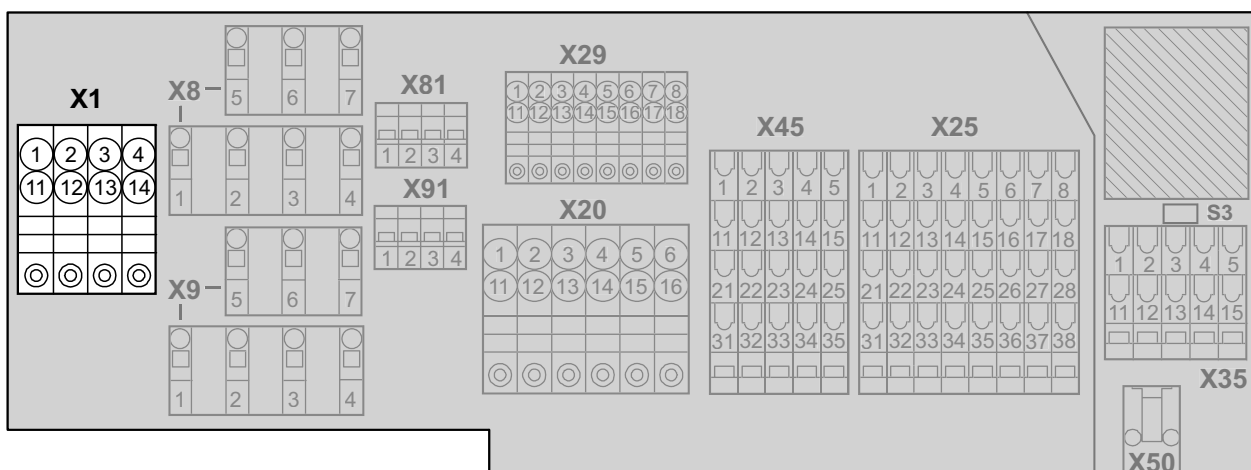 X1
1 2 3 4
11 12 13 14
X8
5 6 7
1 2 3 4
X9
5 6 7
1 2 3 4
X81
1 2 3 4
X91
1 2 3 4
X29
1 2 3 4 5 6 7 8
11 12 13 14 15 16 17 18
X20
1 2 3 4 5 6
11 12 13 14 15 16
X45
1 2 3 4 5
11 12 13 14 15
21 22 23 24 25
31 32 33 34 35
X25
1 2 3 4 5 6 7 8
11 12 13 14 15 16 17 18
21 22 23 24 25 26 27 28
31 32 33 34 35 36 37 38
S3
1 2 3 4 5
11 12 13 14 15
X35
X50